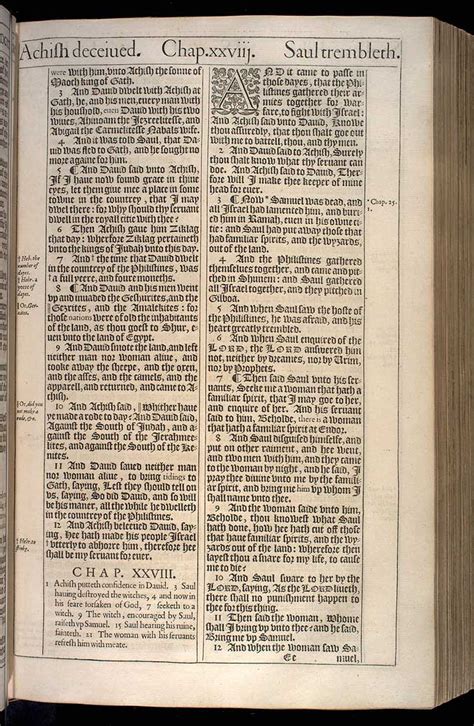 Achish deceiued. Chap.xxviij. Saul trembleth.
were with him, vnto Achish the sonne of
Maoch king of Gath.
3 And Dauid dwelt with Achish at
Gath, he, and his men, euery man with
his houshold, euen Dauid with his two
wiues, Ahinoam the Jezreelitesse, and
Abigail the Carmelitesse Nabals wife.
4 And it was told Saul, that Da-
uid was fled to Gath, and he sought no
more againe for him.
5 ¶ And Dauid said vnto Achish,
If I haue now found grace in thine
eyes, let them giue mee a place in some
towne in the countrey, that I may
dwell there: for why should thy seruant
dwell in the royall citie with thee?
6 Then Achish gaue him Ziklag
that day: wherefore Ziklag pertaineth
vnto the kings of Iudah vnto this day.
7 And † the time that Dauid dwelt
in the countrey of the Philistines, was
† a full yeere, and foure moneths.
8 ¶ And Dauid and his men went
vp and inuaded the Geshurites, and the
Gezrites, and the Amalekites: for
those nations were of old the inhabitants
of the land, as thou goest to Shur, e-
uen vnto the land of Egypt.
9 And Dauid smote the land, and left
neither man nor woman aliue, and
tooke away the sheepe, and the oxen,
and the asses, and the camels, and the
apparell, and returned, and came to A-
chish.
10 And Achish said, Whither haue
ye made a rode to day? And Dauid said,
Against the South of Iudah, and a-
gainst the South of the Jerahmee-
lites, and against the South of the Ke-
nites.
11 And Dauid saued neither man
nor woman aliue, to bring tidings to
Gath, saying, Lest they should tell on
vs, saying, So did Dauid, and so will
be his maner, all the while he dwelleth
in the countrey of the Philistines.
12 And Achish beleeued Dauid, say-
ing, Hee hath made his people Israel
vtterly to abhorre him, therefore hee
shall be my seruant for euer.
† Heb. the
number of
dayes.
† Heb. a
yeere of
dayes.
† Heb. to
stinke.
CHAP. XXVIII.
1 Achish putteth confidence in Dauid. 3 Saul
hauing destroyed the witches, 4 and now in
his feare forsaken of God, 7 seeketh to a
witch. 9 The witch, encouraged by Saul,
raiseth vp Samuel. 15 Saul hearing his ruine,
fainteth. 21 The woman with his seruants
refresh him with meate.
AND it came to passe in
those dayes, that the Phi-
listines gathered their ar-
mies together for war-
fare, to fight with Israel:
And Achish said vnto Dauid, Know
thou assuredly, that thou shalt goe out
with me to battell, thou, and thy men.
2 And Dauid said to Achish, Surely
thou shalt know what thy seruant can
doe. And Achish said to Dauid, There-
fore will I make thee keeper of mine
head for euer.
3 ¶ Now *Samuel was dead, and
all Israel had lamented him, and buri-
ed him in Ramah, euen in his owne ci-
tie: and Saul had put away those that
had familiar spirits, and the wyzards,
out of the land.
4 And the Philistines gathered
themselues together, and came and pit-
ched in Shunem: and Saul gathered
all Israel together, and they pitched in
Gilboa.
5 And when Saul saw the hoste of
the Philistines, he was afraid, and his
heart greatly trembled.
6 And when Saul enquired of the
LORD, the LORD answered him
not, neither by dreames, nor by Urim,
nor by Prophets.
7 ¶ Then said Saul vnto his ser-
uants, Seeke me a woman that hath a
familiar spirit, that I may goe to her,
and enquire of her. And his seruant
said to him, Beholde, there is a woman
that hath a familiar spirit at Endor.
8 And Saul disguised himselfe, and
put on other raiment, and hee went,
and two men with him, and they came
to the woman by night, and he said, I
pray thee diuine vnto me by the famili-
ar spirit, and bring me him vp whom I
shall name vnto thee.
9 And the woman saide vnto him,
Beholde, thou knowest what Saul
hath done, how hee hath cut off those
that haue familiar spirits, and the wy-
zards out of the land: wherefore then
layest thou a snare for my life, to cause
me to die?
10 And Saul sware to her by the
LORD, saying, As the LORD liueth,
there shall no punishment happen to
thee for this thing.
11 Then said the woman, Whome
shall I bring vp vnto thee? and he said,
Bring me vp Samuel.
12 And when the woman saw Sa-
*Chap. 25.
1.
Ee muel,